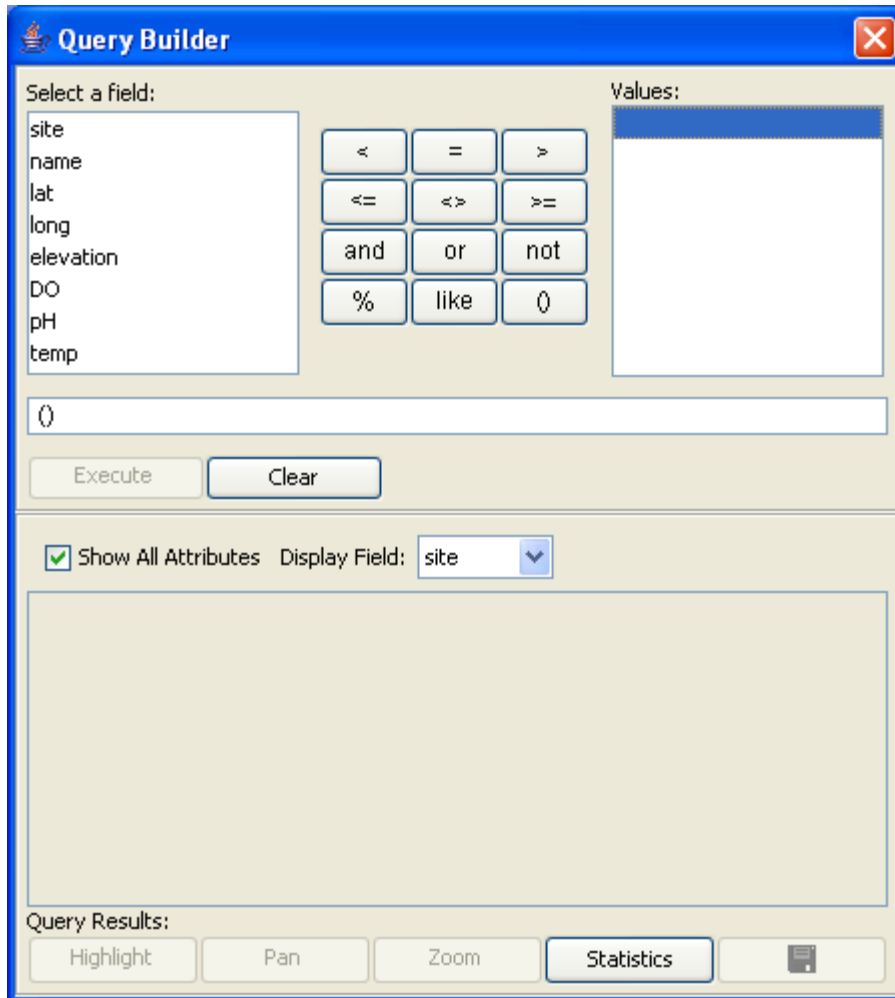 Query Builder
Select a field:
Values:
site
name
lat
long
elevation
DO
pH
temp
< = >
<= <> >=
and or not
% like ()
()
Execute Clear
Show All Attributes Display Field: site
Query Results:
Highlight Pan Zoom Statistics